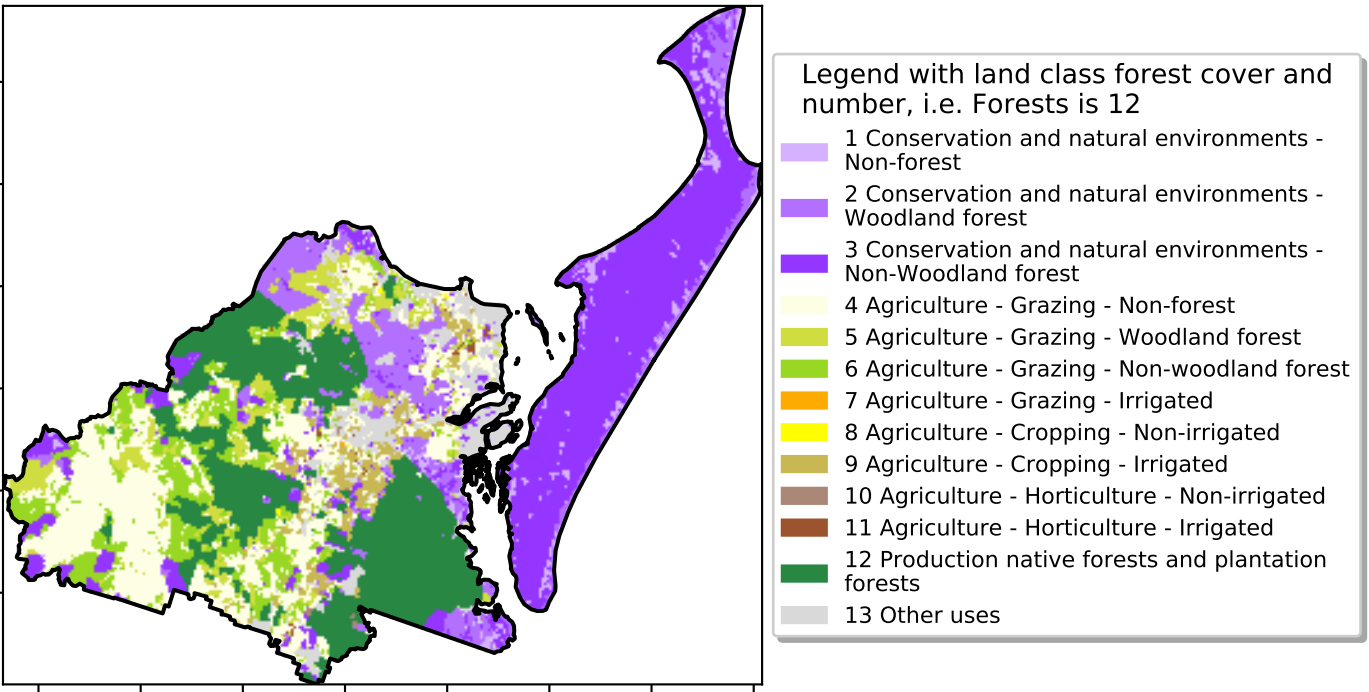 Legend with land class forest cover and
number, i.e. Forests is 12
1 Conservation and natural environments -
Non-forest
2 Conservation and natural environments -
Woodland forest
3 Conservation and natural environments -
Non-Woodland forest
4 Agriculture - Grazing - Non-forest
5 Agriculture - Grazing - Woodland forest
6 Agriculture - Grazing - Non-woodland forest
7 Agriculture - Grazing - Irrigated
8 Agriculture - Cropping - Non-irrigated
9 Agriculture - Cropping - Irrigated
10 Agriculture - Horticulture - Non-irrigated
11 Agriculture - Horticulture - Irrigated
12 Production native forests and plantation
forests
13 Other uses